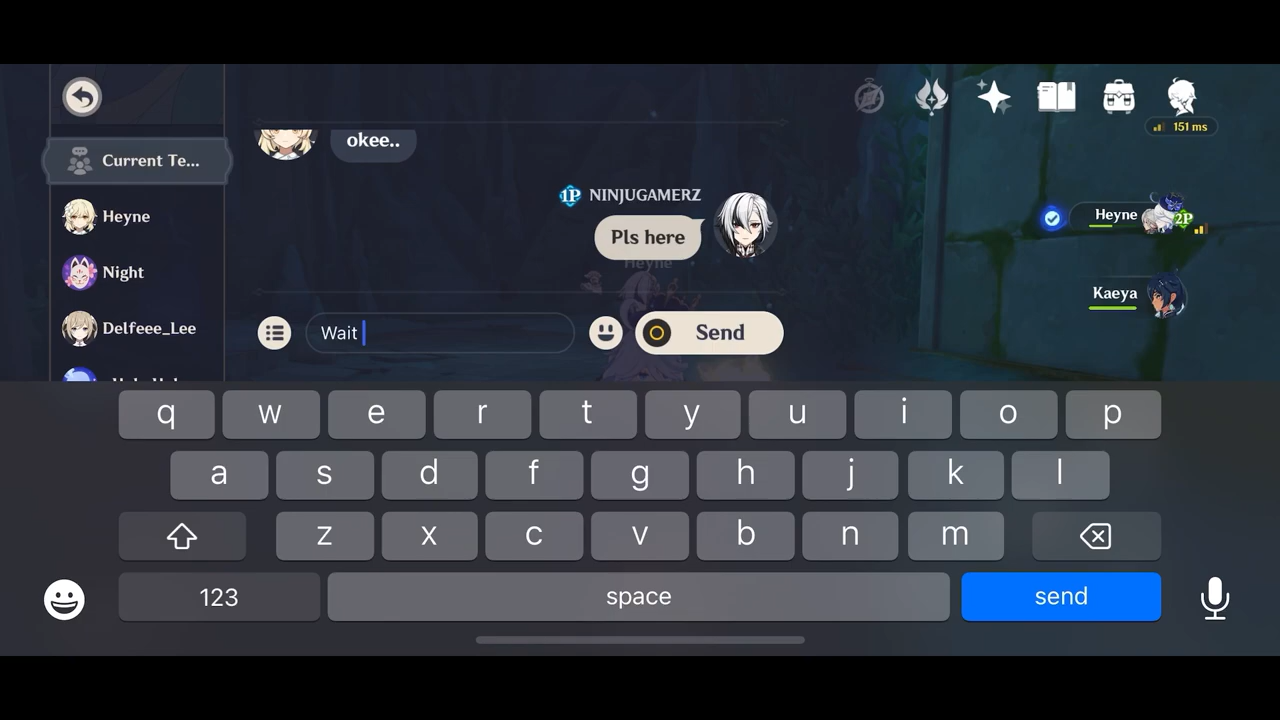 151 ms
Current Te...
okee..
1P NINJUGAMERZ
Pls here
Heyne
Heyne 2P
Heyne
Night
Kaeya
Delfeee_Lee
Wait
Send
q w e r t y u i o p
a s d f g h j k l
z x c v b n m
123 space send